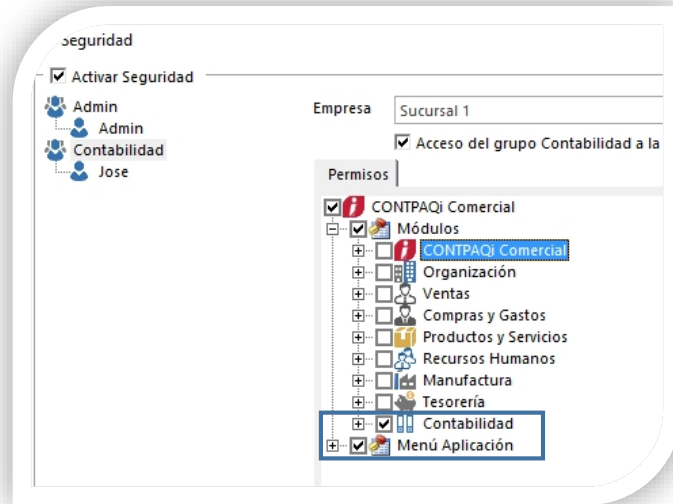 Seguridad
Activar Seguridad
Admin
Admin
Contabilidad
Jose
Empresa
Sucursal 1
Acceso del grupo Contabilidad a la
Permisos
CONTPAQi Comercial
Módulos
CONTPAQi Comercial
Organización
Ventas
Compras y Gastos
Productos y Servicios
Recursos Humanos
Manufactura
Tesorería
Contabilidad
Menú Aplicación